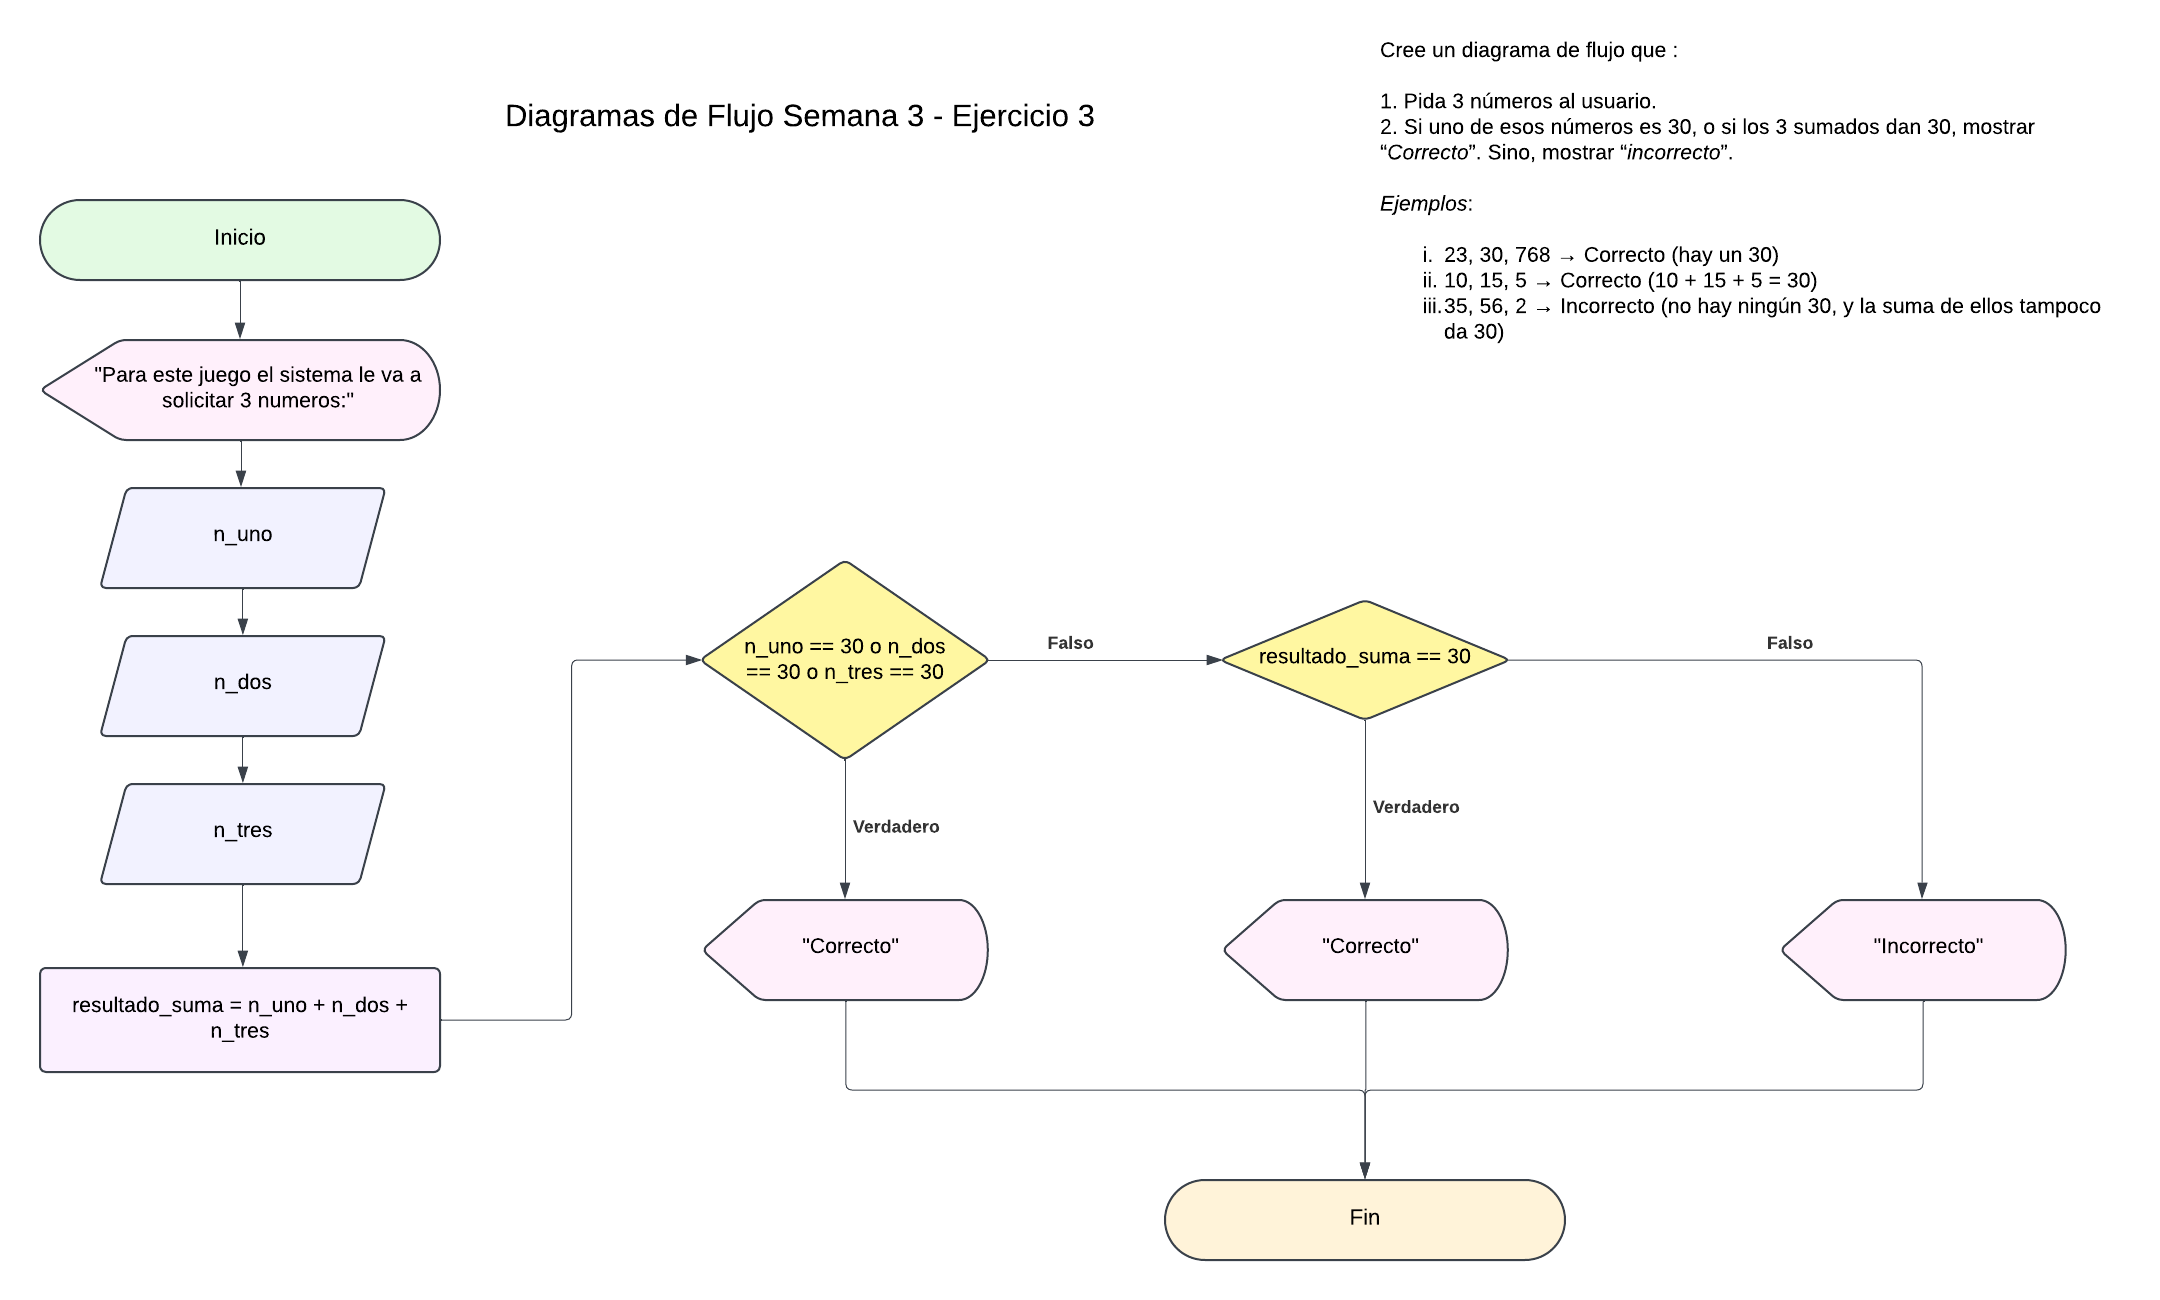 Diagramas de Flujo Semana 3 - Ejercicio 3
Cree un diagrama de flujo que :
1. Pida 3 números al usuario.
2. Si uno de esos números es 30, o si los 3 sumados dan 30, mostrar
“Correcto”. Sino, mostrar “incorrecto”.
Ejemplos:
i. 23, 30, 768 → Correcto (hay un 30)
ii. 10, 15, 5 → Correcto (10 + 15 + 5 = 30)
iii.35, 56, 2 → Incorrecto (no hay ningún 30, y la suma de ellos tampoco
da 30)
Inicio
"Para este juego el sistema le va a
solicitar 3 numeros:"
n_uno
n_dos
n_tres
resultado_suma = n_uno + n_dos +
n_tres
n_uno == 30 o n_dos
== 30 o n_tres == 30
Falso
resultado_suma == 30
Falso
Verdadero
Verdadero
"Correcto"
"Correcto"
"Incorrecto"
Fin